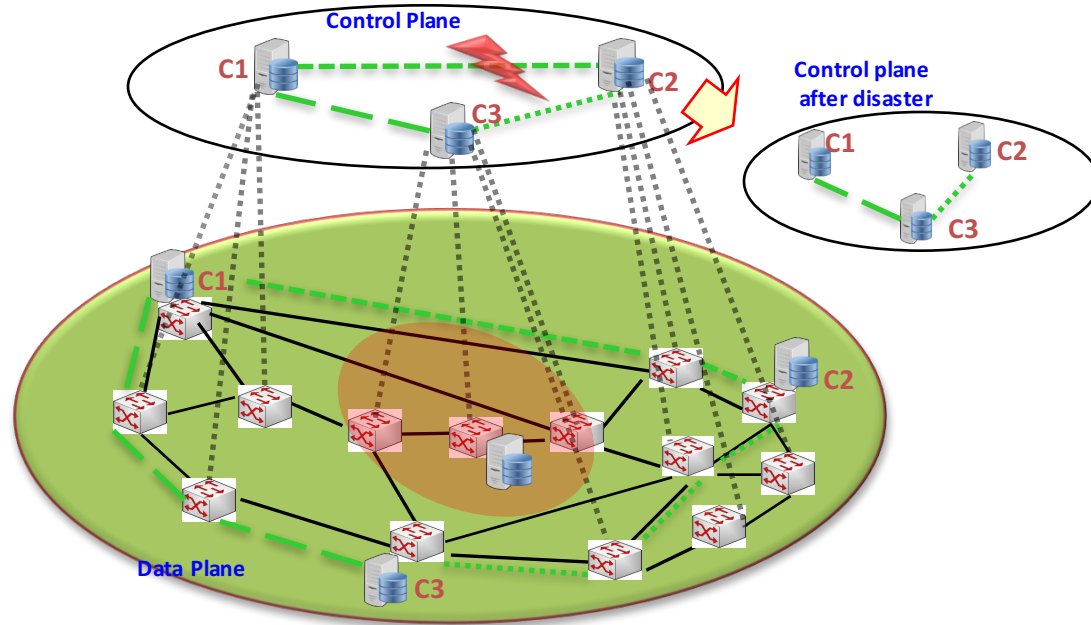 Control Plane
C1
C2
C3
Control plane
after disaster
C1
C2
C3
C1
C2
C3
Data Plane